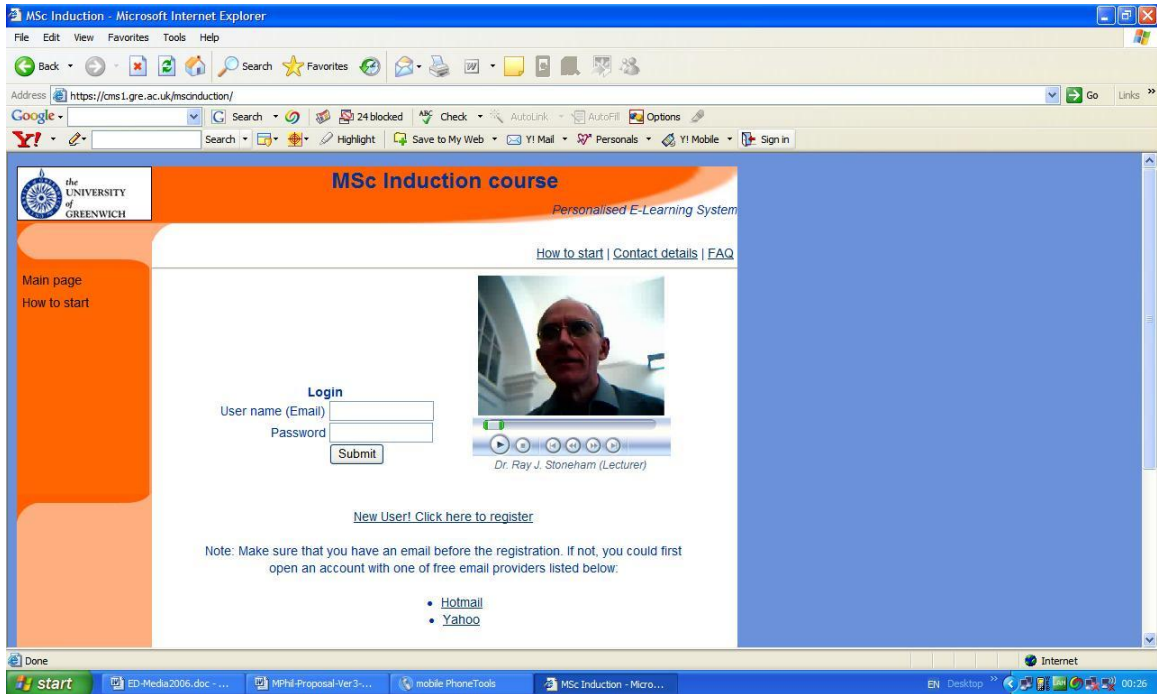 MSc Induction - Microsoft Internet Explorer
File Edit View Favorites Tools Help
Back Search Favorites
Address https://cms1.gre.ac.uk/mscinduction/ Go Links »
Google Search 24 blocked Check AutoLink AutoFill Options
Y! Search Highlight Save to My Web Y! Mail Personals Y! Mobile Sign in
the
UNIVERSITY
of
GREENWICH
MSc Induction course
Personalised E-Learning System
How to start | Contact details | FAQ
Main page
How to start
Login
User name (Email)
Password
Submit
Dr. Ray J. Stoneham (Lecturer)
New User! Click here to register
Note: Make sure that you have an email before the registration. If not, you could first
open an account with one of free email providers listed below:
• Hotmail
• Yahoo
Done Internet
start ED-Media2006.doc - ... MPhil-Proposal-Ver3-... mobile PhoneTools MSc Induction - Micro... EN Desktop » 00:26